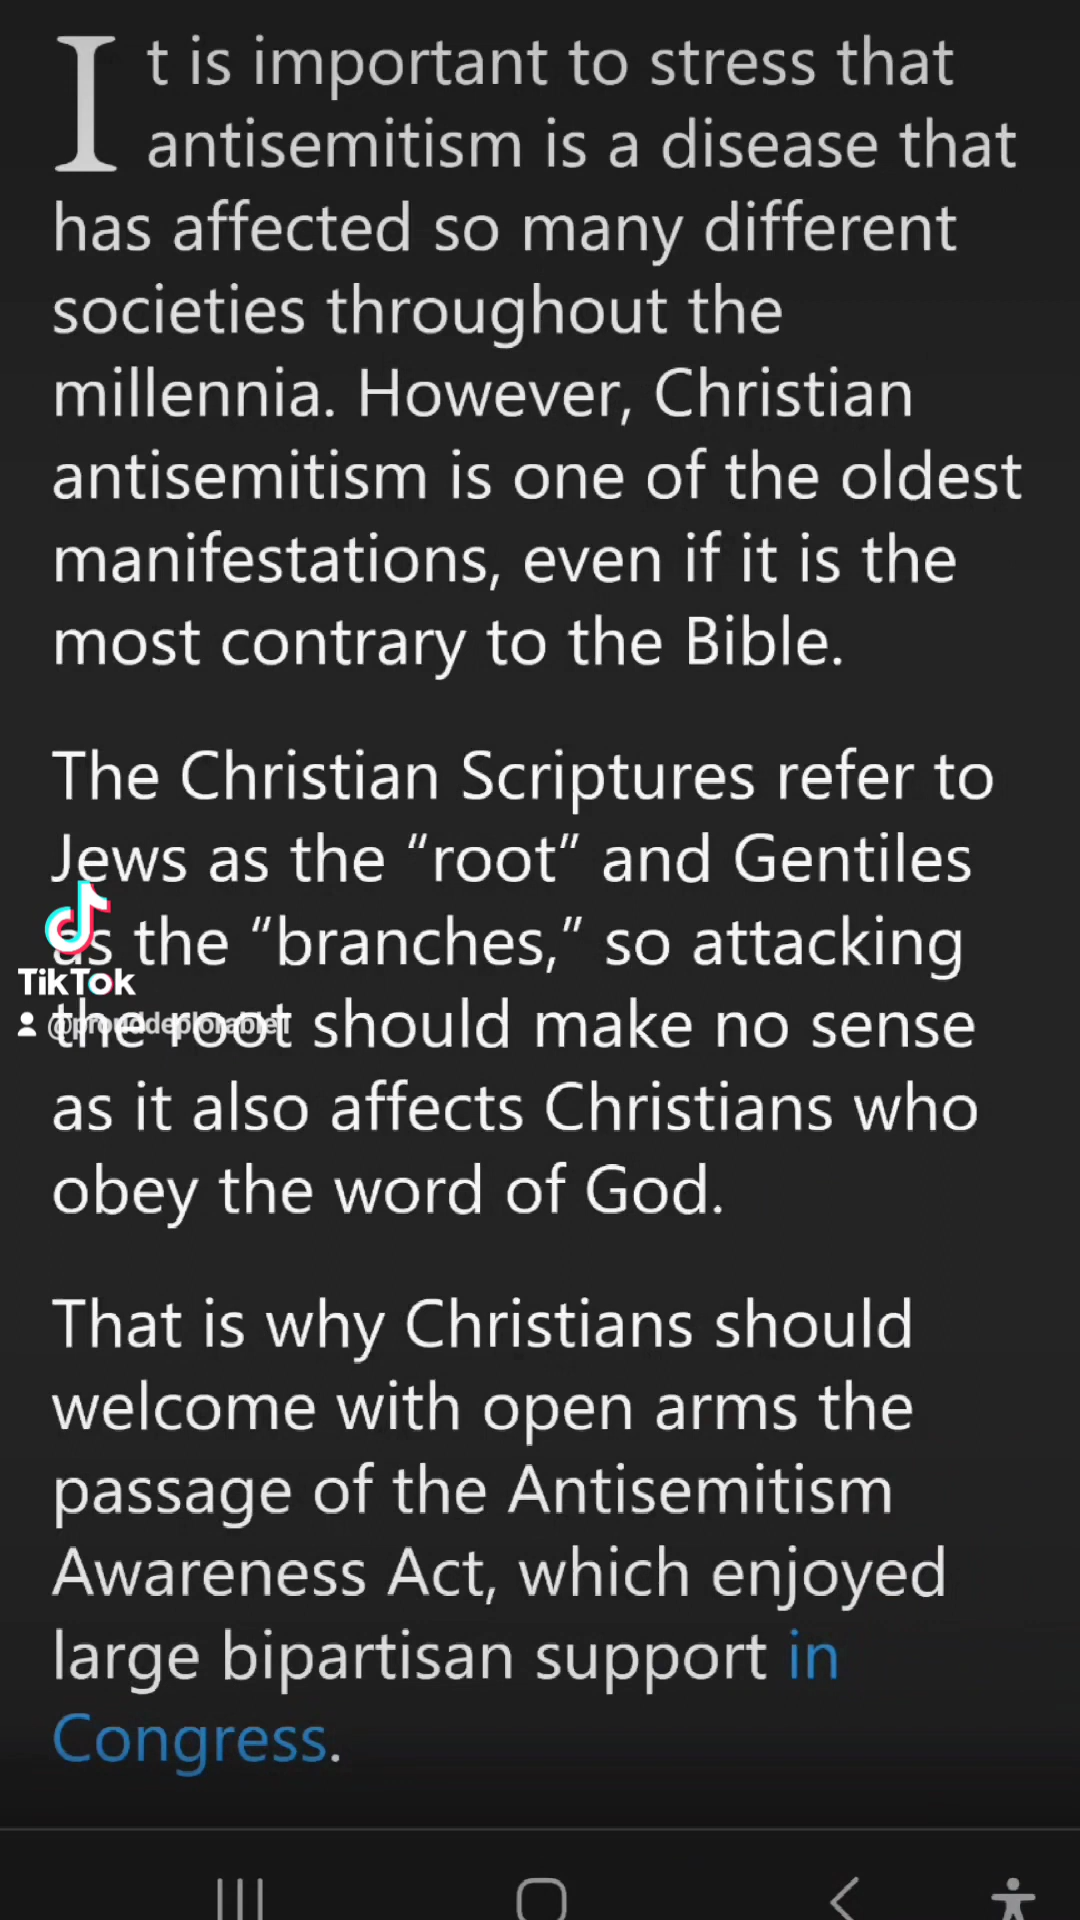 It is important to stress that
antisemitism is a disease that
has affected so many different
societies throughout the
millennia. However, Christian
antisemitism is one of the oldest
manifestations, even if it is the
most contrary to the Bible.
The Christian Scriptures refer to
Jews as the “root” and Gentiles
as the “branches,” so attacking
TikTok
the root should make no sense
@prouddeplorable1
as it also affects Christians who
obey the word of God.
That is why Christians should
welcome with open arms the
passage of the Antisemitism
Awareness Act, which enjoyed
large bipartisan support in
Congress.